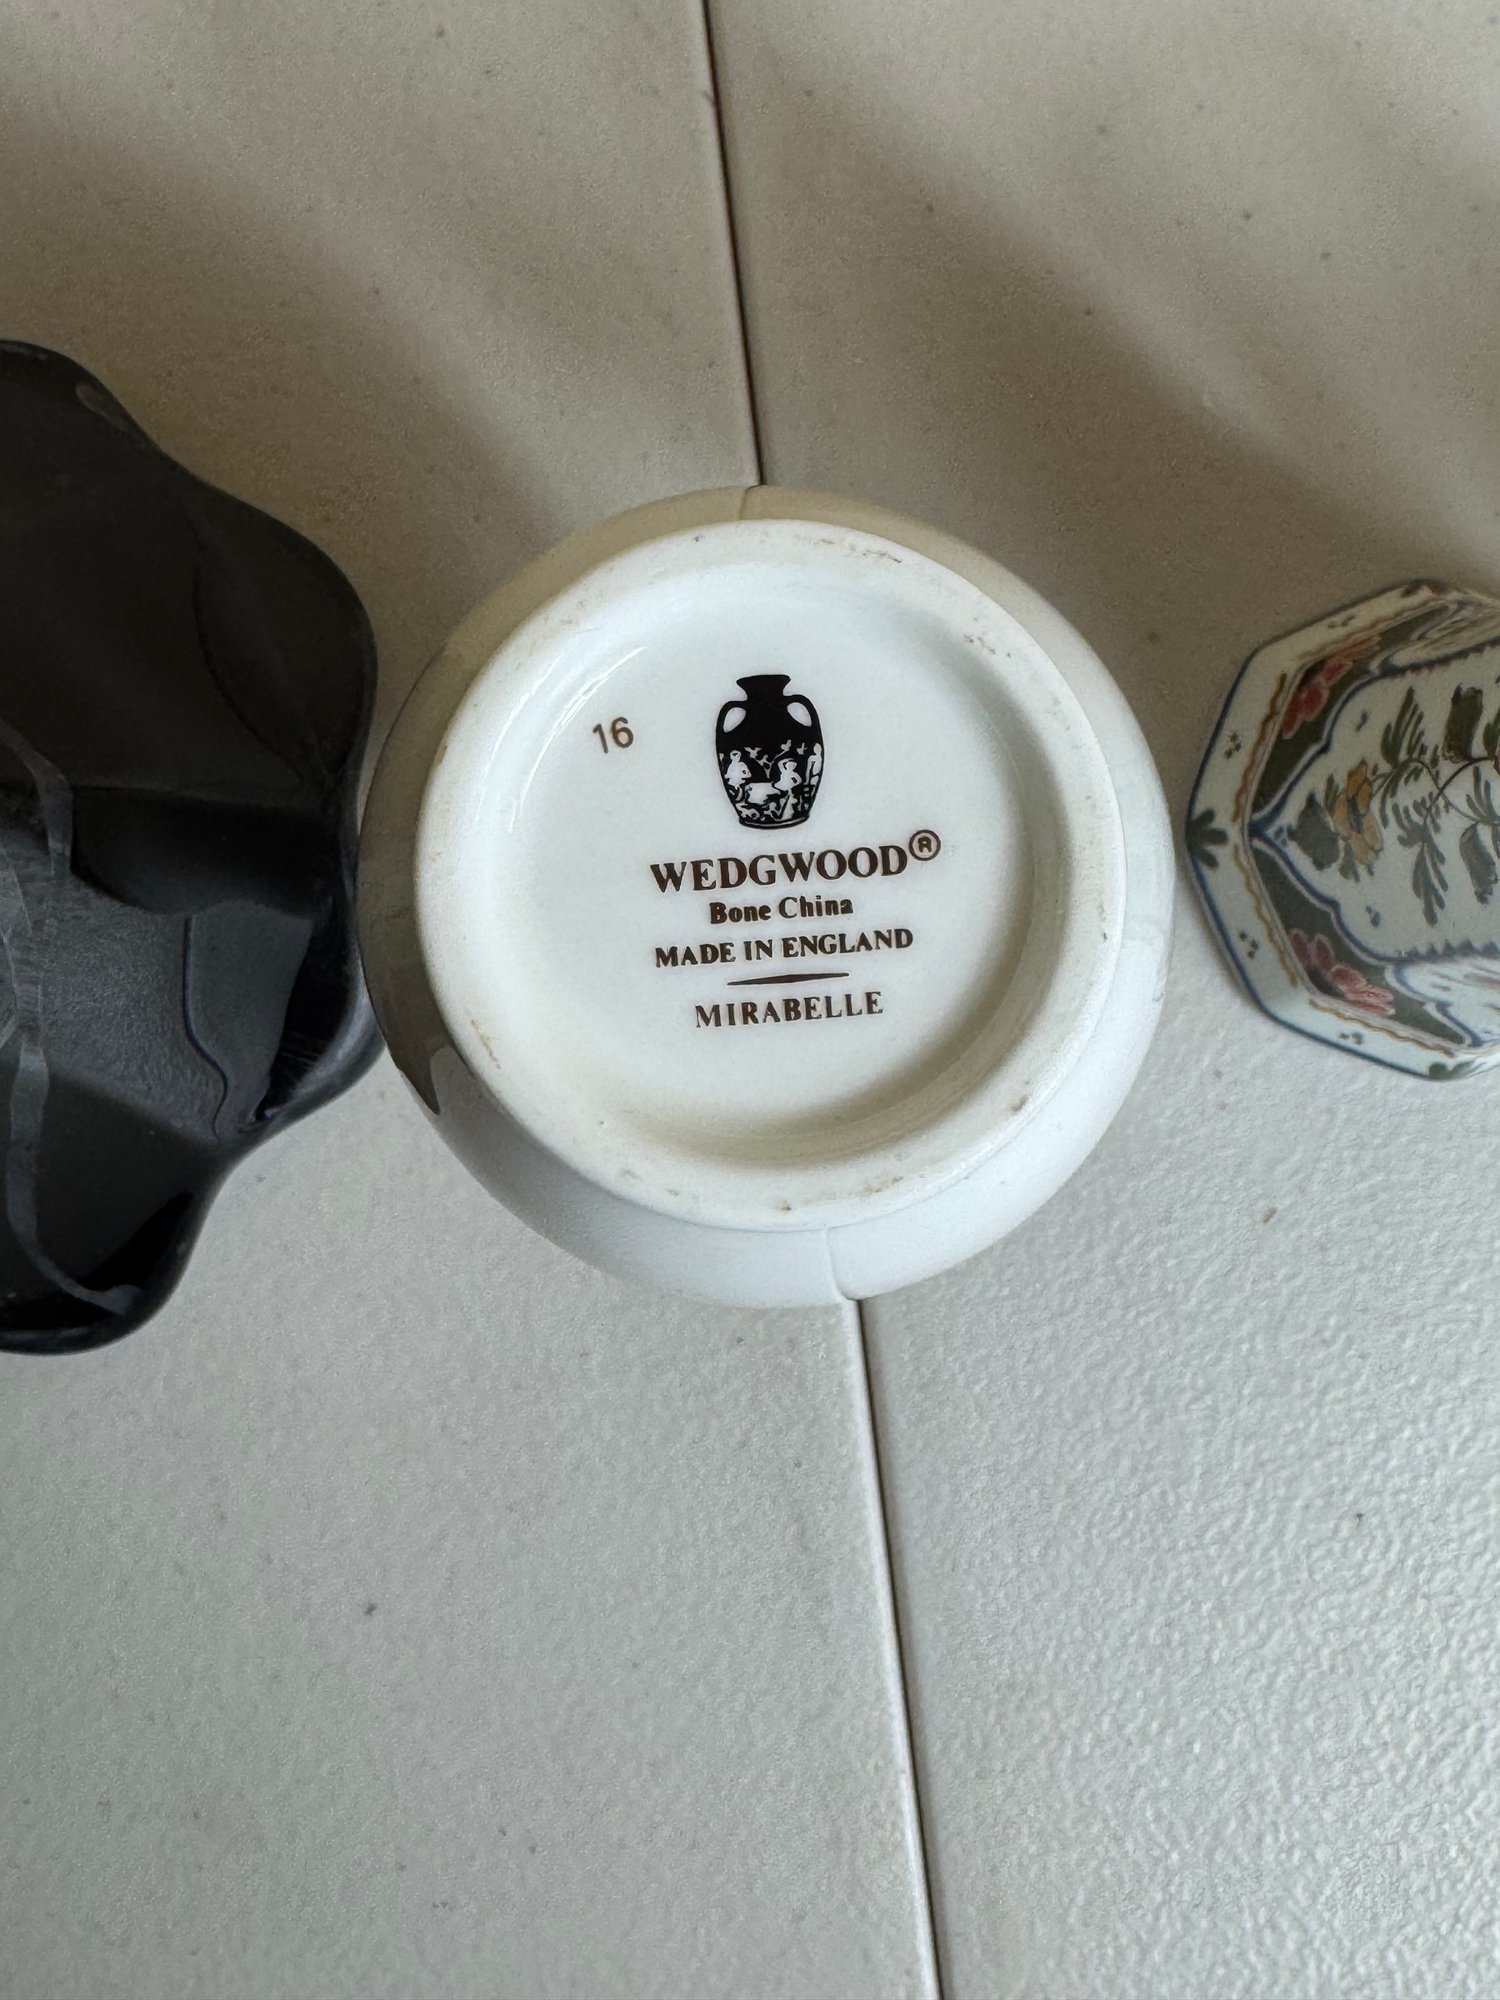 16
WEDGWOOD®
Bone China
MADE IN ENGLAND
MIRABELLE